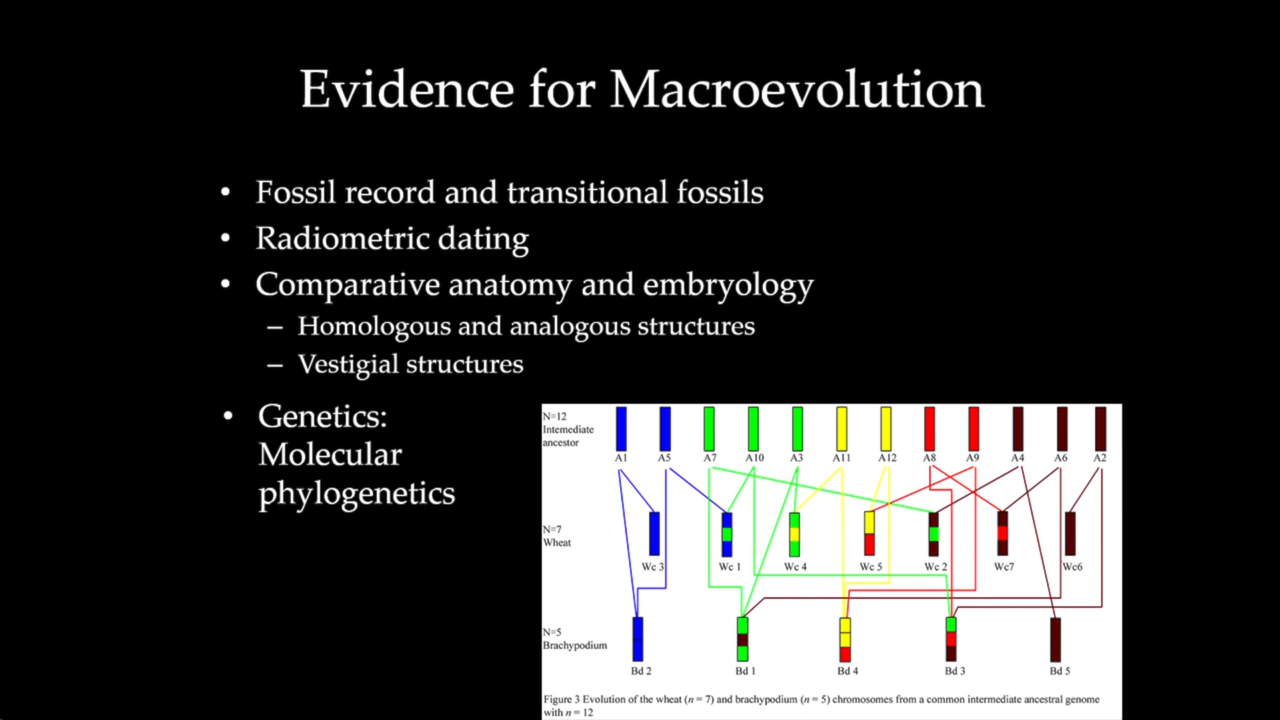 Evidence for Macroevolution
• Fossil record and transitional fossils
• Radiometric dating
• Comparative anatomy and embryology
– Homologous and analogous structures
– Vestigial structures
• Genetics:
Molecular
phylogenetics
N=12
Intemediate
ancestor
A1 A5 A7 A10 A3 A11 A12 A8 A9 A4 A6 A2
N=7
Wheat
Wc 3 Wc 1 Wc 4 Wc 5 Wc 2 Wc7 Wc6
N=5
Brachypodium
Bd 2 Bd 1 Bd 4 Bd 3 Bd 5
Figure 3 Evolution of the wheat (n = 7) and brachypodium (n = 5) chromosomes from a common intermediate ancestral genome
with n = 12